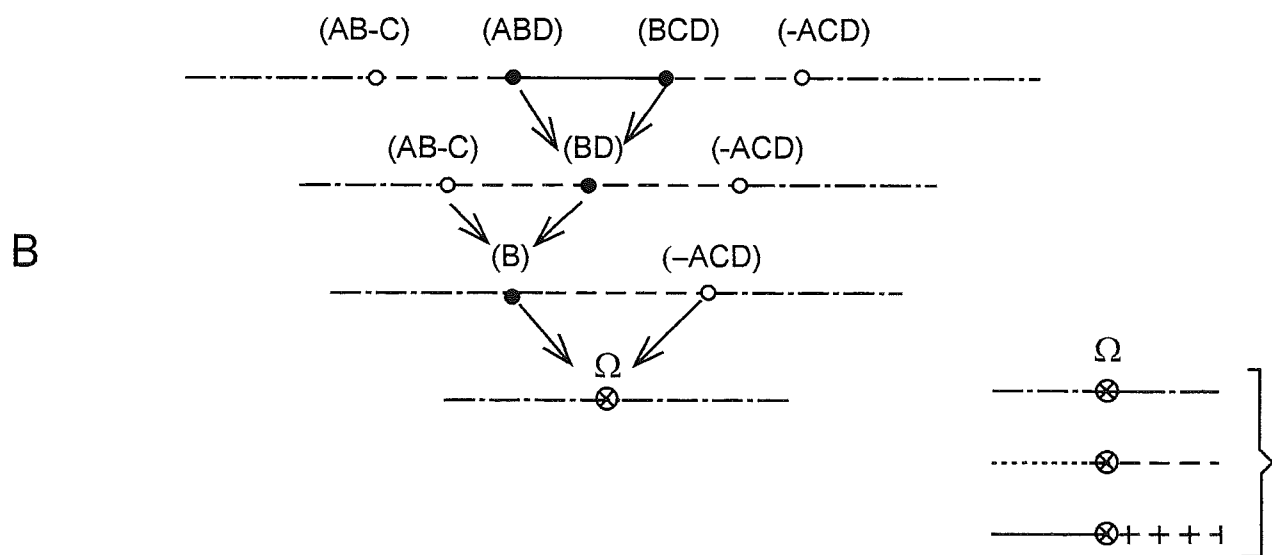 (AB-C) (ABD) (BCD) (-ACD)
(AB-C) (BD) (-ACD)
B
(B) (–ACD)
Ω
Ω